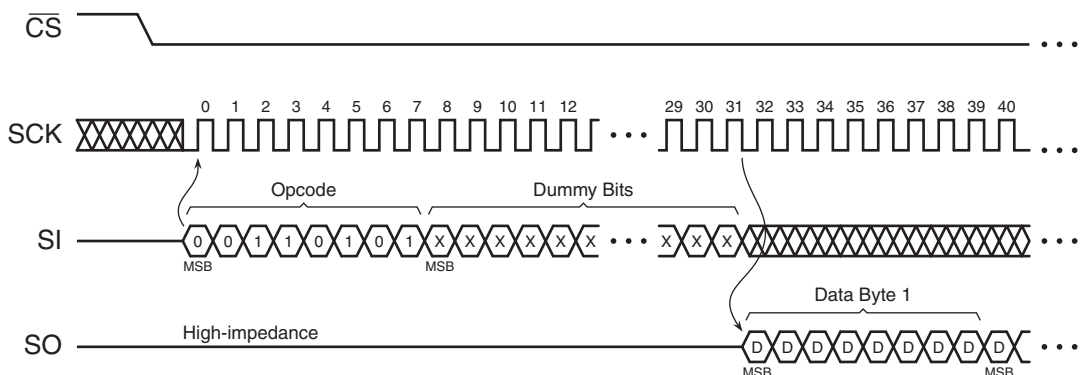 CS
0 1 2 3 4 5 6 7 8 9 10 11 12 29 30 31 32 33 34 35 36 37 38 39 40
SCK
Opcode Dummy Bits
SI 0 0 1 1 0 1 0 1 X X X X X X X X X
MSB MSB
Data Byte 1
High-impedance
SO D D D D D D D D D
MSB MSB